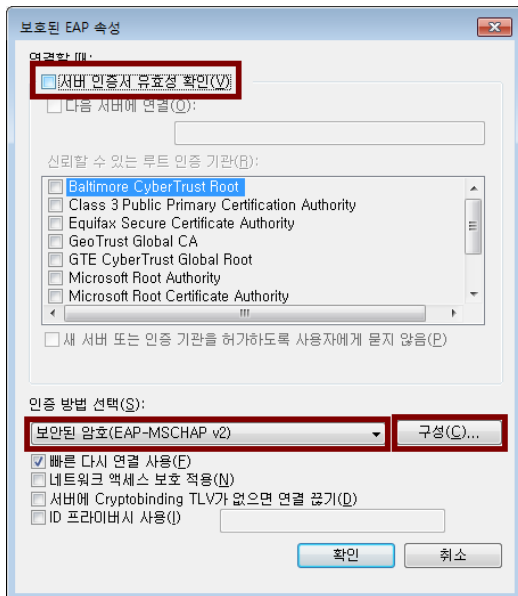 보호된 EAP 속성
연결할 때:
서버 인증서 유효성 확인(V)
다음 서버에 연결(O):
신뢰할 수 있는 루트 인증 기관(R):
Baltimore CyberTrust Root
Class 3 Public Primary Certification Authority
Equifax Secure Certificate Authority
GeoTrust Global CA
GTE CyberTrust Global Root
Microsoft Root Authority
Microsoft Root Certificate Authority
새 서버 또는 인증 기관을 허가하도록 사용자에게 묻지 않음(P)
인증 방법 선택(S):
보안된 암호(EAP-MSCHAP v2)
구성(C)...
빠른 다시 연결 사용(F)
네트워크 액세스 보호 적용(N)
서버에 Cryptobinding TLV가 없으면 연결 끊기(D)
ID 프라이버시 사용(I)
확인
취소